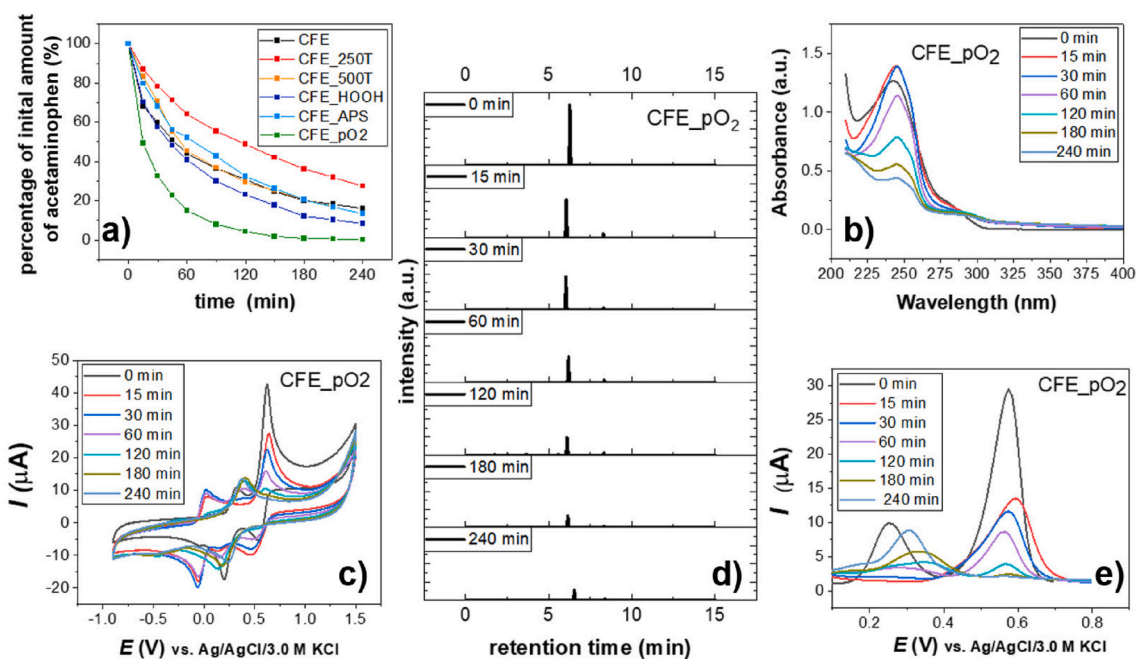 percentage of inital amount
of acetaminophen (%)
100
80
60
40
20
0
CFE
CFE_250T
CFE_500T
CFE_HOOH
CFE_APS
CFE_pO2
a)
0 60 120 180 240
time (min)
0 5 10 15
CFE_pO2
0 min
15 min
30 min
60 min
120 min
180 min
240 min
intensity (a.u.)
d)
0 5 10 15
retention time (min)
Absorbance (a.u.)
1.5
1.0
0.5
0.0
CFE_pO2
0 min
15 min
30 min
60 min
120 min
180 min
240 min
b)
200 225 250 275 300 325 350 375 400
Wavelength (nm)
I (μA)
50
40
30
20
10
0
-10
-20
0 min
15 min
30 min
60 min
120 min
180 min
240 min
CFE_pO2
c)
-1.0 -0.5 0.0 0.5 1.0 1.5
E (V) vs. Ag/AgCl/3.0 M KCl
I (μA)
30
25
20
15
10
5
0
0 min
15 min
30 min
60 min
120 min
180 min
240 min
CFE_pO2
e)
0.2 0.4 0.6 0.8
E (V) vs. Ag/AgCl/3.0 M KCl